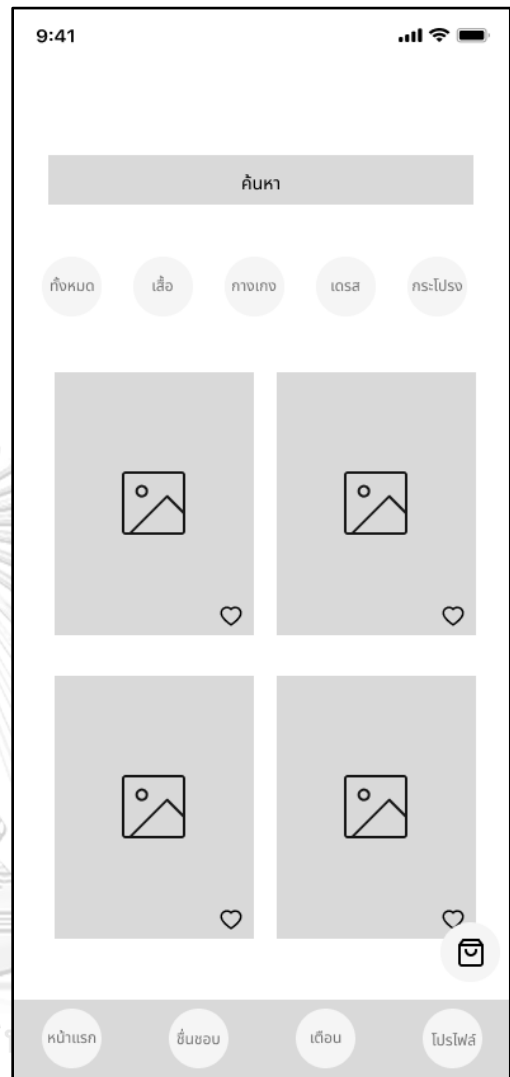 9:41
ค้นหา
ทั้งหมด เสื้อ กางเกง เดรส กระโปรง
หน้าแรก ชื่นชอบ เตือน โปรไฟล์